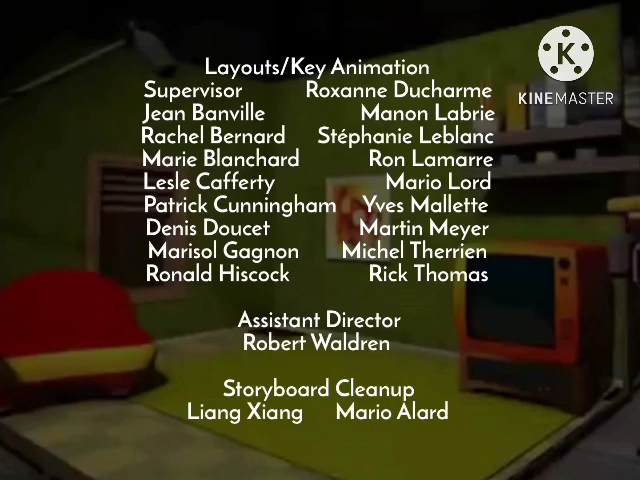 Layouts/Key Animation
Supervisor Roxanne Ducharme
Jean Banville Manon Labrie
Rachel Bernard Stéphanie Leblanc
Marie Blanchard Ron Lamarre
Lesle Cafferty Mario Lord
Patrick Cunningham Yves Mallette
Denis Doucet Martin Meyer
Marisol Gagnon Michel Therrien
Ronald Hiscock Rick Thomas
Assistant Director
Robert Waldren
Storyboard Cleanup
Liang Xiang Mario Alard
K
KINEMASTER